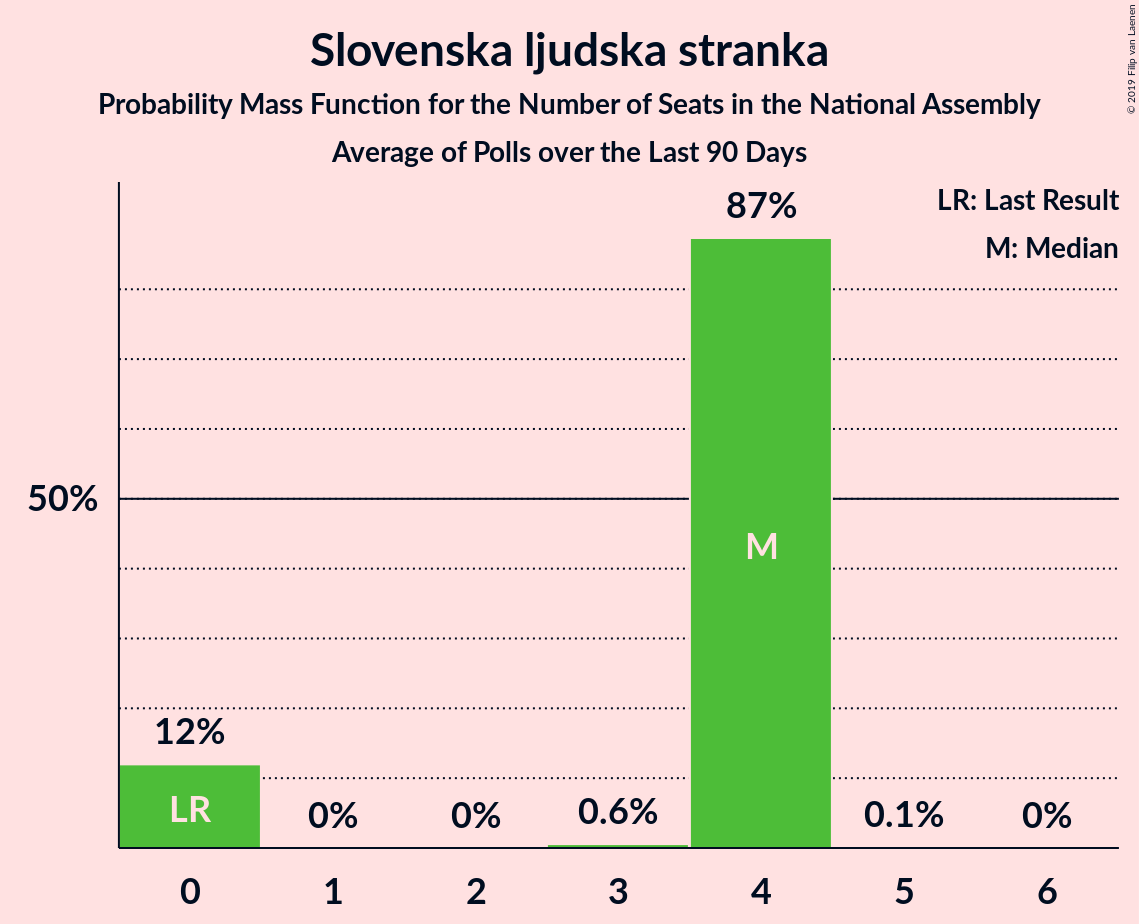 Slovenska ljudska stranka
Probability Mass Function for the Number of Seats in the National Assembly
Average of Polls over the Last 90 Days
© 2019 Filip van Laenen
LR: Last Result
M: Median
87%
50%
M
12%
LR
0%
0%
0.6%
0.1%
0%
0 1 2 3 4 5 6